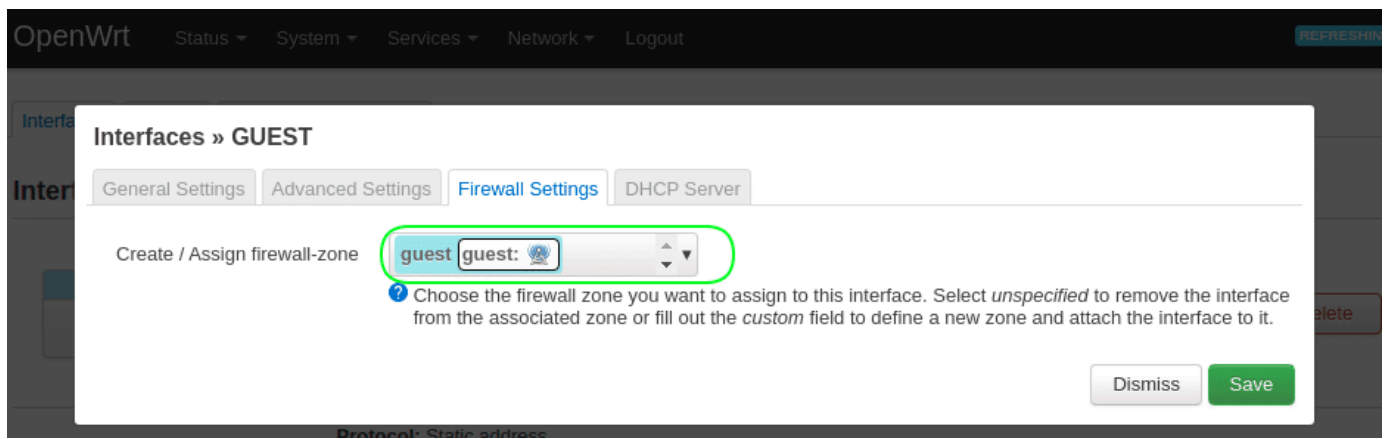 OpenWrt Status System Services Network Logout
REFRESHIN
Interfa
Interfaces » GUEST
Inter
General Settings Advanced Settings Firewall Settings DHCP Server
Create / Assign firewall-zone guest guest:
Choose the firewall zone you want to assign to this interface. Select unspecified to remove the interface
from the associated zone or fill out the custom field to define a new zone and attach the interface to it.
elete
Dismiss Save
Protocol: Static address